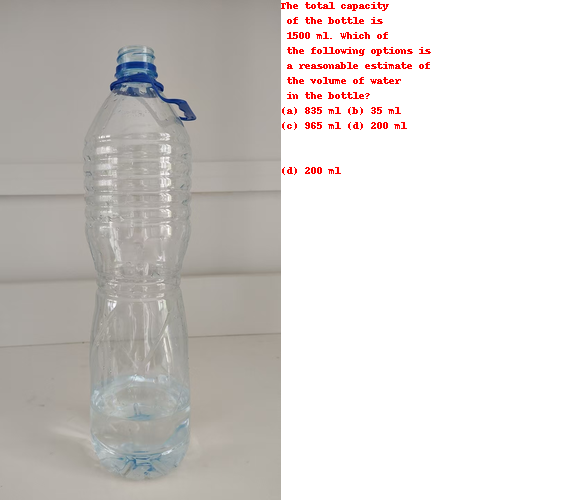 The total capacity
of the bottle is
1500 ml. Which of
the following options is
a reasonable estimate of
the volume of water
in the bottle?
(a) 835 ml (b) 35 ml
(c) 965 ml (d) 200 ml
(d) 200 ml